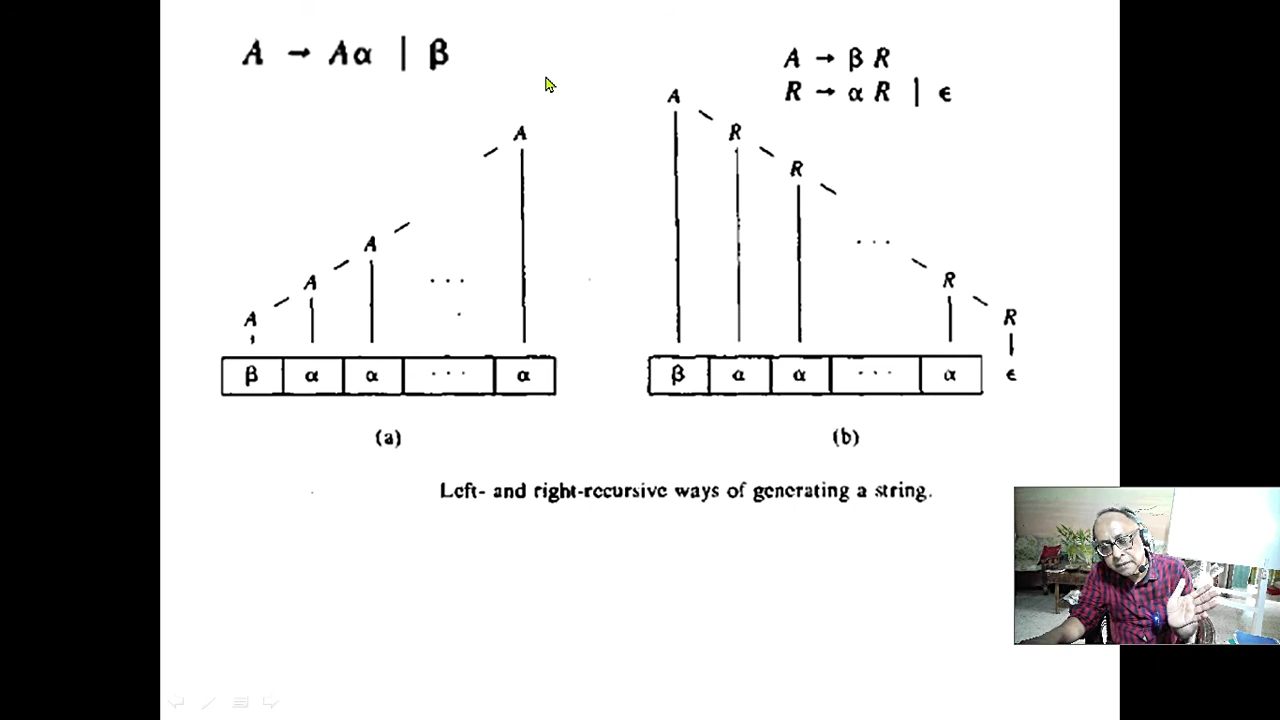 A → Aα | β
A → β R
R → α R | ϵ
A
A
A
A
· · ·
β α α · · · α
(a)
A
R
R
· · ·
R
R
β α α · · · α ϵ
(b)
Left- and right-recursive ways of generating a string.